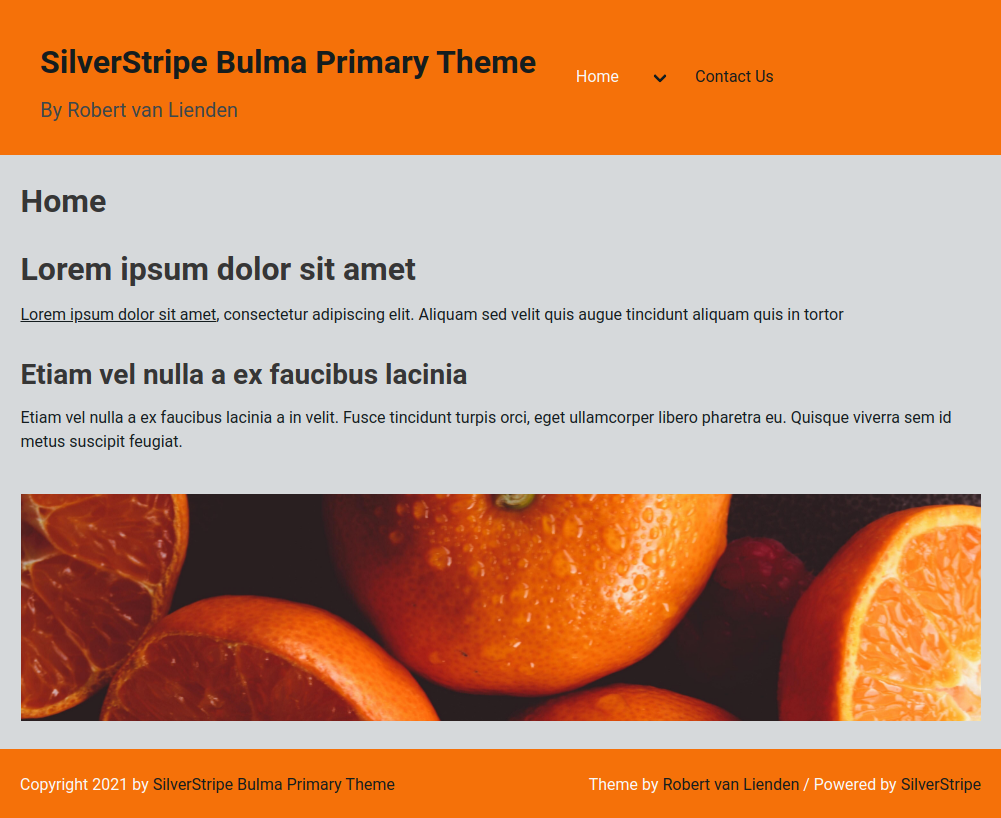 SilverStripe Bulma Primary Theme
By Robert van Lienden
Home
Contact Us
Home
Lorem ipsum dolor sit amet
Lorem ipsum dolor sit amet, consectetur adipiscing elit. Aliquam sed velit quis augue tincidunt aliquam quis in tortor
Etiam vel nulla a ex faucibus lacinia
Etiam vel nulla a ex faucibus lacinia a in velit. Fusce tincidunt turpis orci, eget ullamcorper libero pharetra eu. Quisque viverra sem id
metus suscipit feugiat.
Copyright 2021 by SilverStripe Bulma Primary Theme
Theme by Robert van Lienden / Powered by SilverStripe